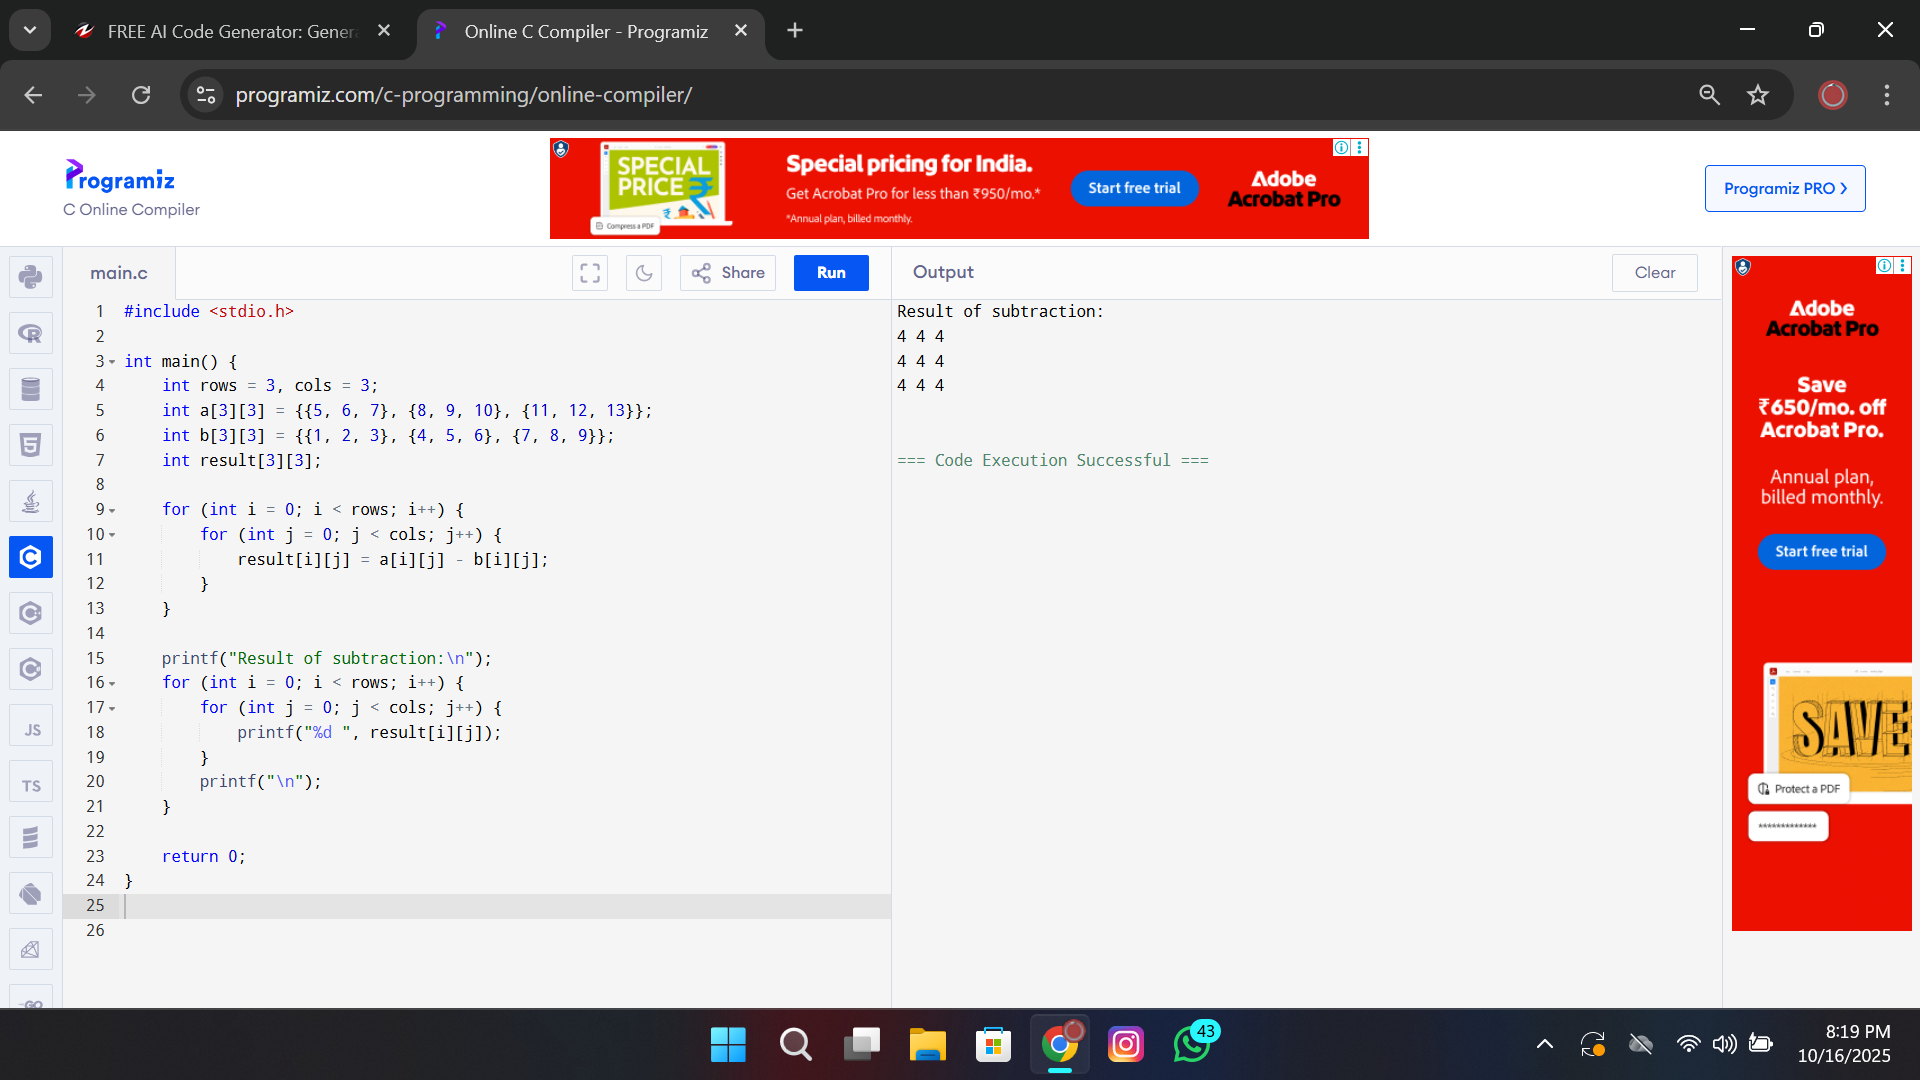 FREE AI Code Generator: Genera
Online C Compiler - Programiz
programiz.com/c-programming/online-compiler/
Programiz
C Online Compiler
SPECIAL
PRICE ₹
Compress a PDF
Special pricing for India.
Get Acrobat Pro for less than ₹950/mo.*
*Annual plan, billed monthly.
Start free trial
Adobe
Acrobat Pro
Programiz PRO >
main.c
Share
Run
Output
Clear
1 #include <stdio.h>
2
3 int main() {
4     int rows = 3, cols = 3;
5     int a[3][3] = {{5, 6, 7}, {8, 9, 10}, {11, 12, 13}};
6     int b[3][3] = {{1, 2, 3}, {4, 5, 6}, {7, 8, 9}};
7     int result[3][3];
8
9     for (int i = 0; i < rows; i++) {
10         for (int j = 0; j < cols; j++) {
11             result[i][j] = a[i][j] - b[i][j];
12         }
13     }
14
15     printf("Result of subtraction:\n");
16     for (int i = 0; i < rows; i++) {
17         for (int j = 0; j < cols; j++) {
18             printf("%d ", result[i][j]);
19         }
20         printf("\n");
21     }
22
23     return 0;
24 }
25
26
Result of subtraction:
4 4 4
4 4 4
4 4 4
=== Code Execution Successful ===
JS
TS
GO
Adobe
Acrobat Pro
Save
₹650/mo. off
Acrobat Pro.
Annual plan,
billed monthly.
Start free trial
SAVE
Protect a PDF
*************
43
8:19 PM
10/16/2025